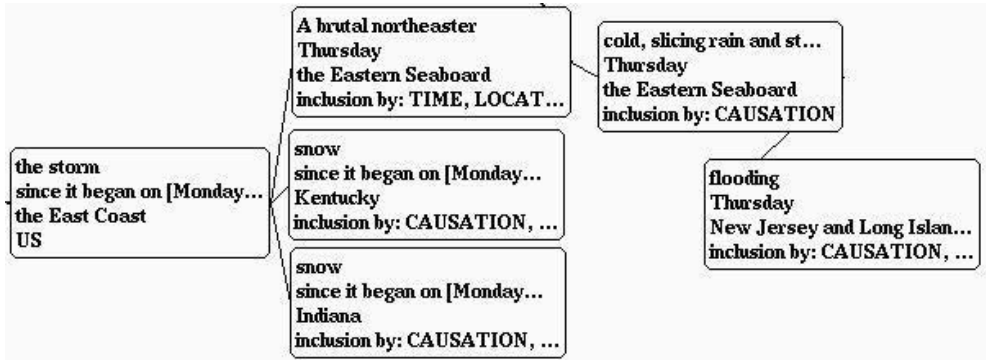 the storm
since it began on [Monday...
the East Coast
US
A brutal northeaster
Thursday
the Eastern Seaboard
inclusion by: TIME, LOCAT...
snow
since it began on [Monday...
Kentucky
inclusion by: CAUSATION, ...
snow
since it began on [Monday...
Indiana
inclusion by: CAUSATION, ...
cold, slicing rain and st...
Thursday
the Eastern Seaboard
inclusion by: CAUSATION
flooding
Thursday
New Jersey and Long Islan...
inclusion by: CAUSATION, ...